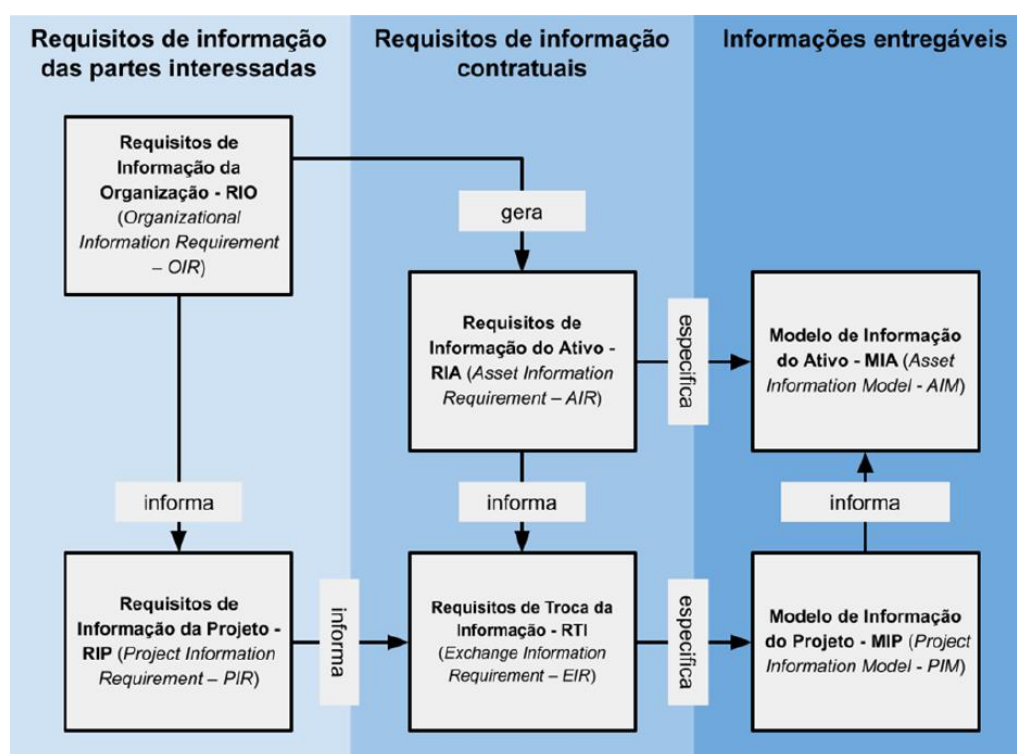 Requisitos de informação
das partes interessadas
Requisitos de informação
contratuais
Informações entregáveis
Requisitos de
Informação da
Organização - RIO
(Organizational
Information Requirement
– OIR)
gera
Requisitos de
Informação do Ativo -
RIA (Asset Information
Requirement – AIR)
especifica
Modelo de Informação
do Ativo - MIA (Asset
Information Model - AIM)
informa
informa
informa
Requisitos de
Informação da Projeto -
RIP (Project Information
Requirement – PIR)
informa
Requisitos de Troca da
Informação - RTI
(Exchange Information
Requirement – EIR)
especifica
Modelo de Informação
do Projeto - MIP (Project
Information Model - PIM)